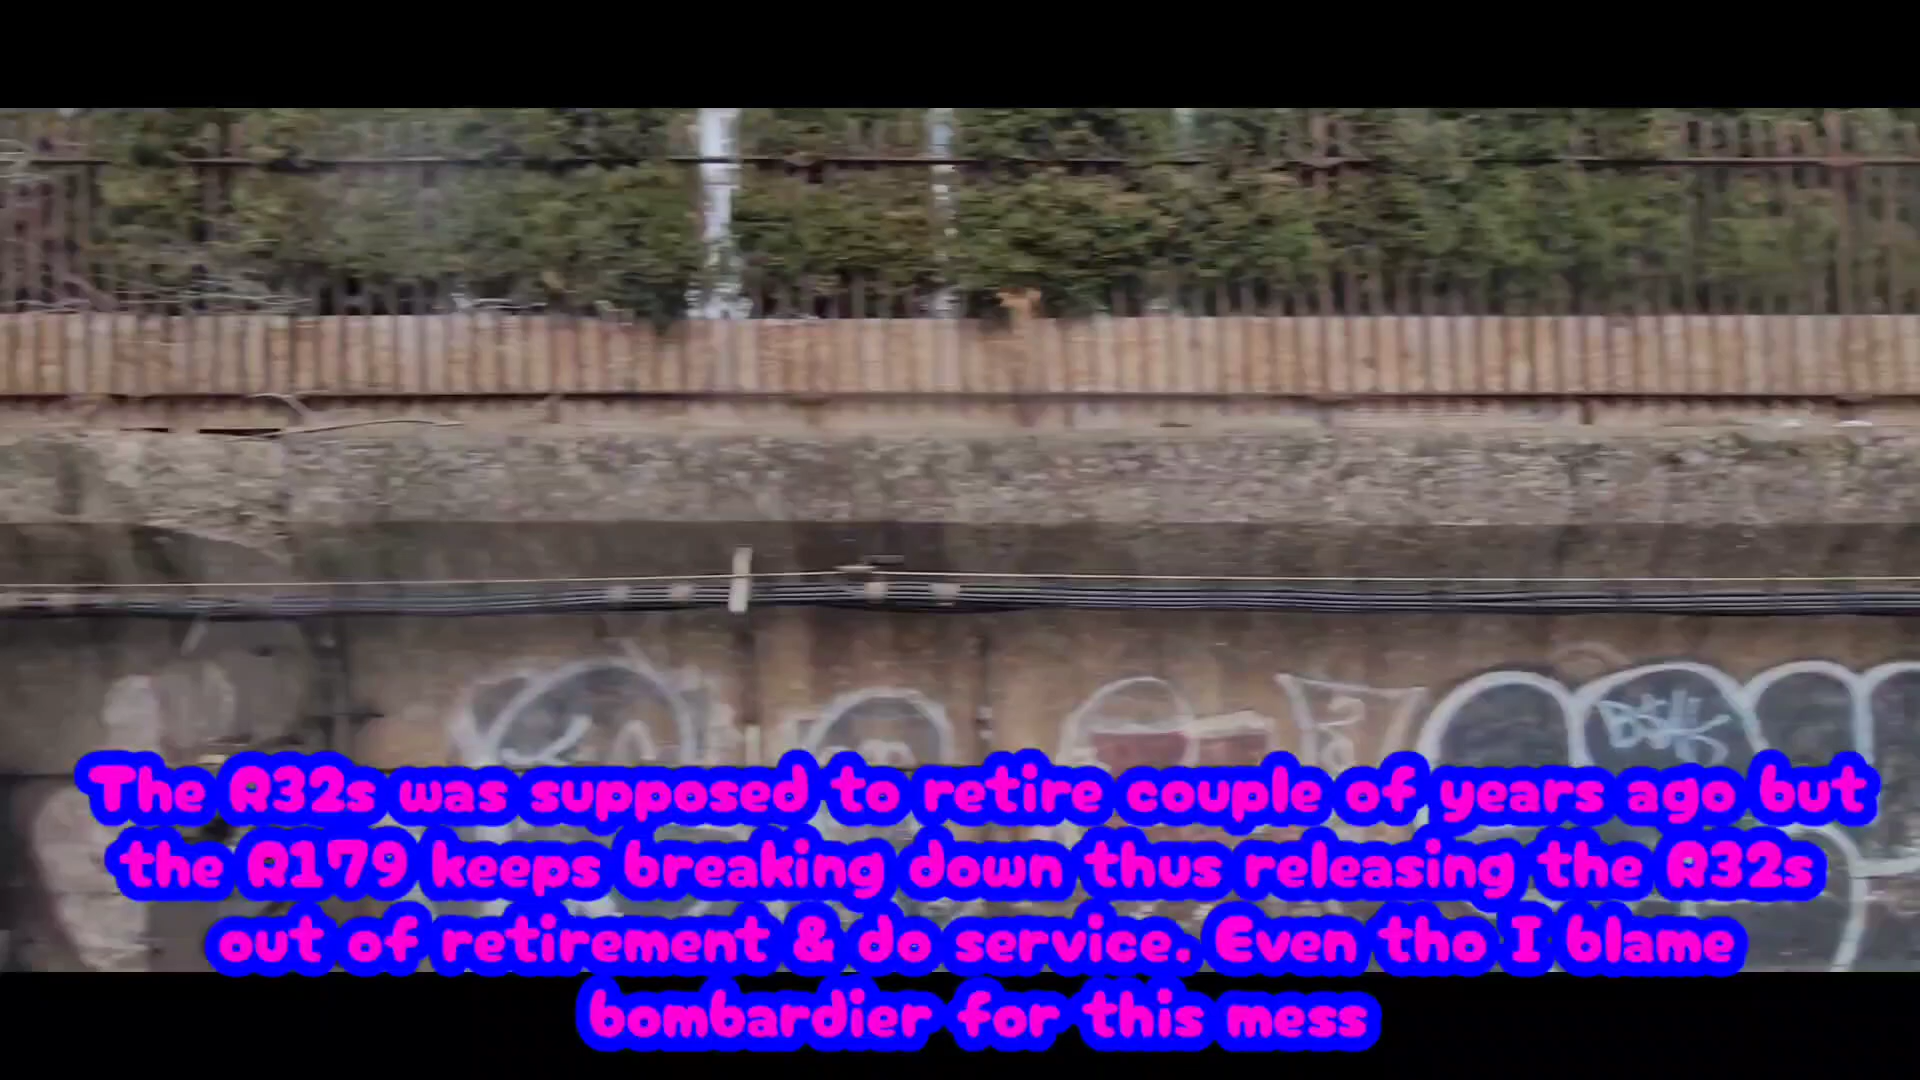 The R32s was supposed to retire couple of years ago but
the R179 keeps breaking down thus releasing the R32s
out of retirement & do service. Even tho I blame
bombardier for this mess